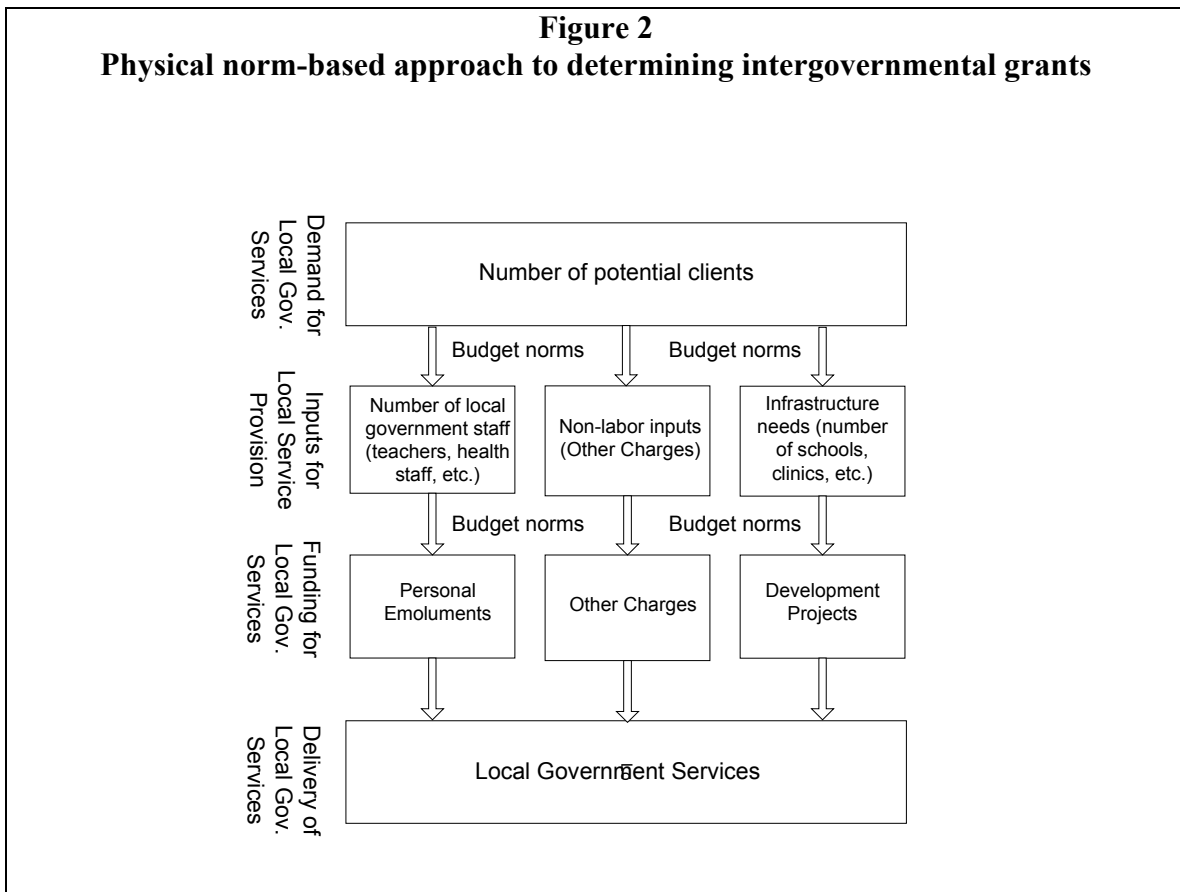 Figure 2
Physical norm-based approach to determining intergovernmental grants
Demand for
Local Gov.
Services
Number of potential clients
Budget norms
Budget norms
Inputs for
Local Service
Provision
Number of local
government staff
(teachers, health
staff, etc.)
Non-labor inputs
(Other Charges)
Infrastructure
needs (number
of schools,
clinics, etc.)
Budget norms
Budget norms
Funding for
Local Gov.
Services
Personal
Emoluments
Other Charges
Development
Projects
Delivery of
Local Gov.
Services
Local Government Services